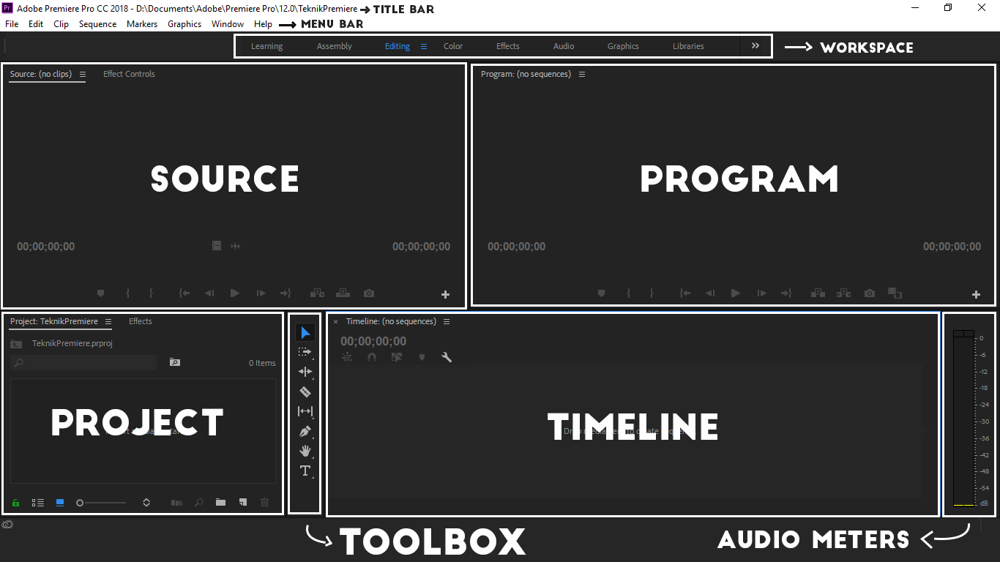 Pr Adobe Premiere Pro CC 2018 - D:\Documents\Adobe\Premiere Pro\12.0\TeknikPremiere TITLE BAR
File Edit Clip Sequence Markers Graphics Window Help MENU BAR
Learning Assembly Editing Color Effects Audio Graphics Libraries WORKSPACE
Source: (no clips) Effect Controls
Program: (no sequences)
SOURCE
PROGRAM
00;00;00;00 00;00;00;00
00;00;00;00 00;00;00;00
Project: TeknikPremiere Effects
TeknikPremiere.prproj
0 Items
PROJECT
Timeline: (no sequences)
00;00;00;00
TIMELINE
T
0
-6
-12
-18
-24
-30
-36
-42
-48
-54
dB
TOOLBOX
AUDIO METERS